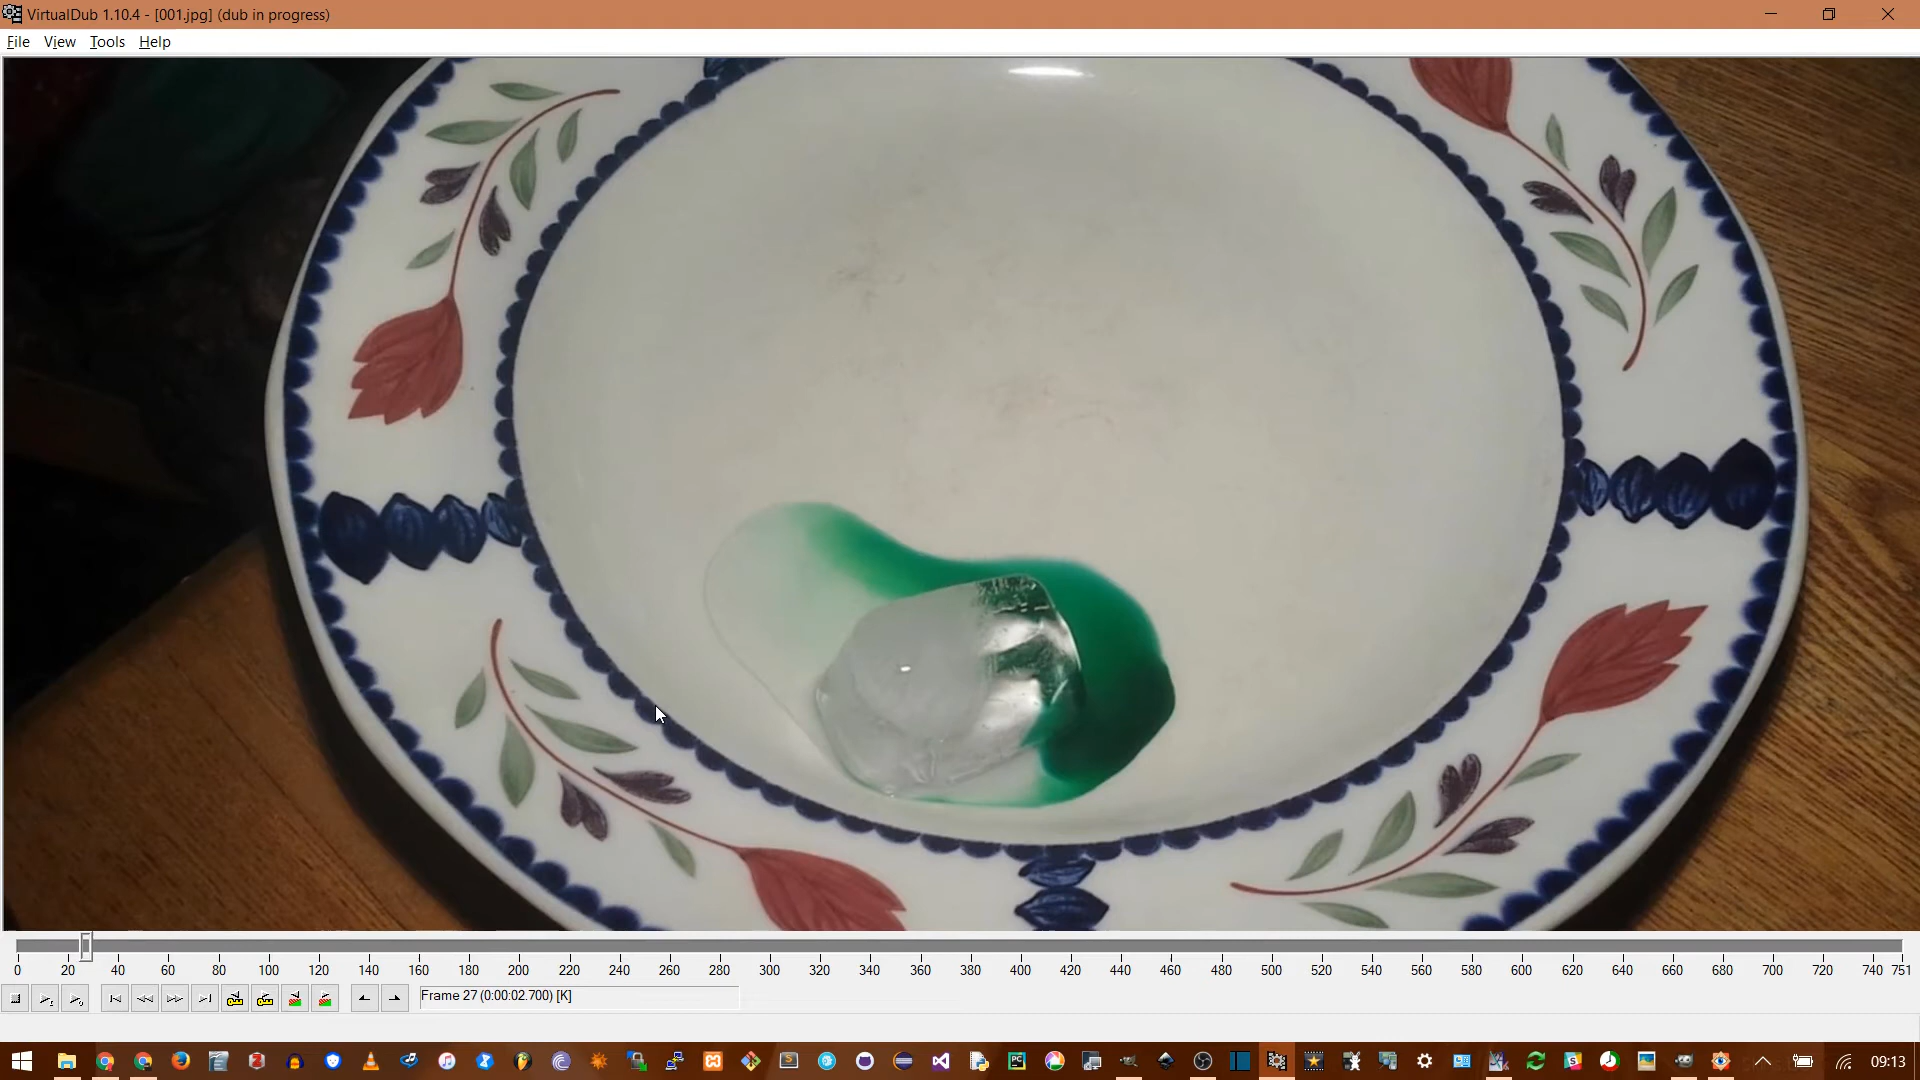 VirtualDub 1.10.4 - [001.jpg] (dub in progress)
File View Tools Help
0 20 40 60 80 100 120 140 160 180 200 220 240 260 280 300 320 340 360 380 400 420 440 460 480 500 520 540 560 580 600 620 640 660 680 700 720 740 751
Frame 27 (0:00:02.700) [K]
09:13